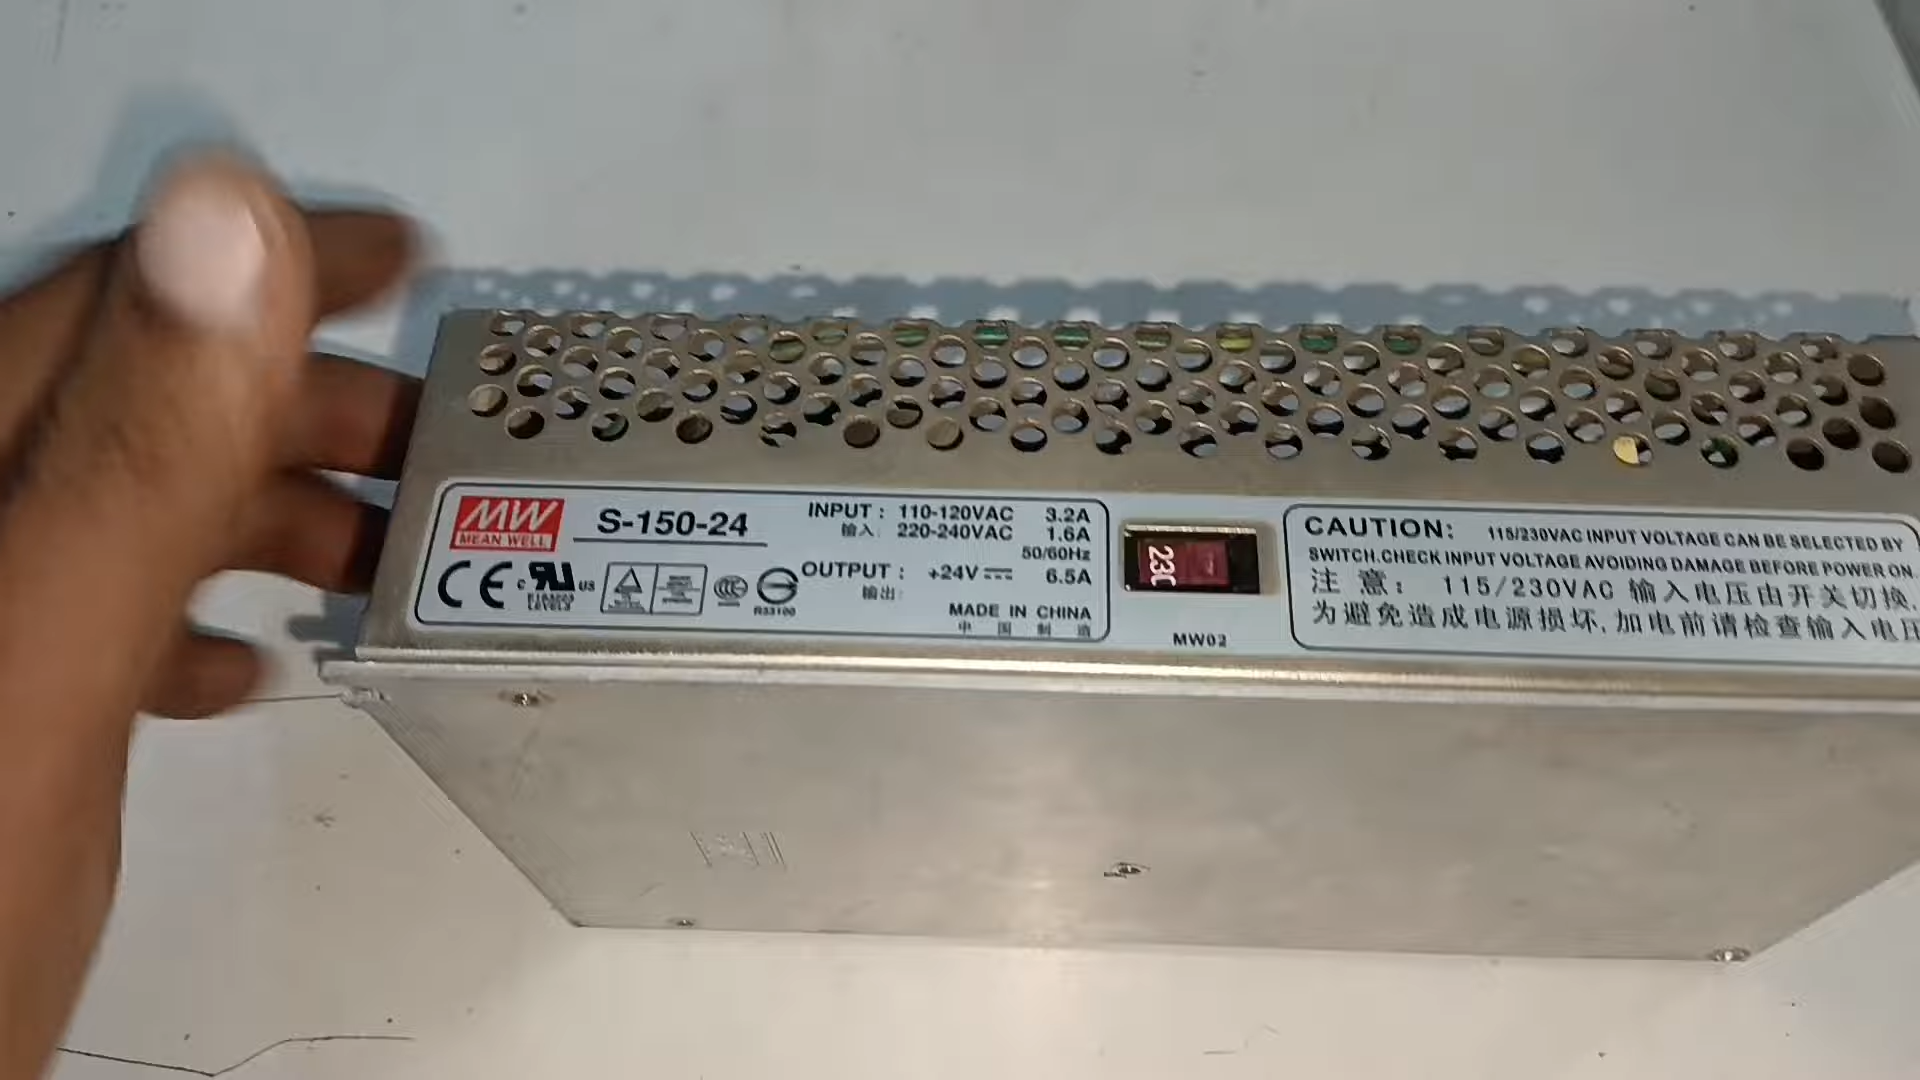 MW
MEAN WELL
S-150-24
INPUT : 110-120VAC 3.2A
输入: 220-240VAC 1.6A
50/60Hz
OUTPUT : +24V 6.5A
输出:
MADE IN CHINA
中 国 制 造
CE c RU US
R33100
230
MW02
CAUTION: 115/230VAC INPUT VOLTAGE CAN BE SELECTED BY
SWITCH.CHECK INPUT VOLTAGE AVOIDING DAMAGE BEFORE POWER ON.
注 意: 115/230VAC 输入电压由开关切换,
为避免造成电源损坏,加电前请检查输入电压